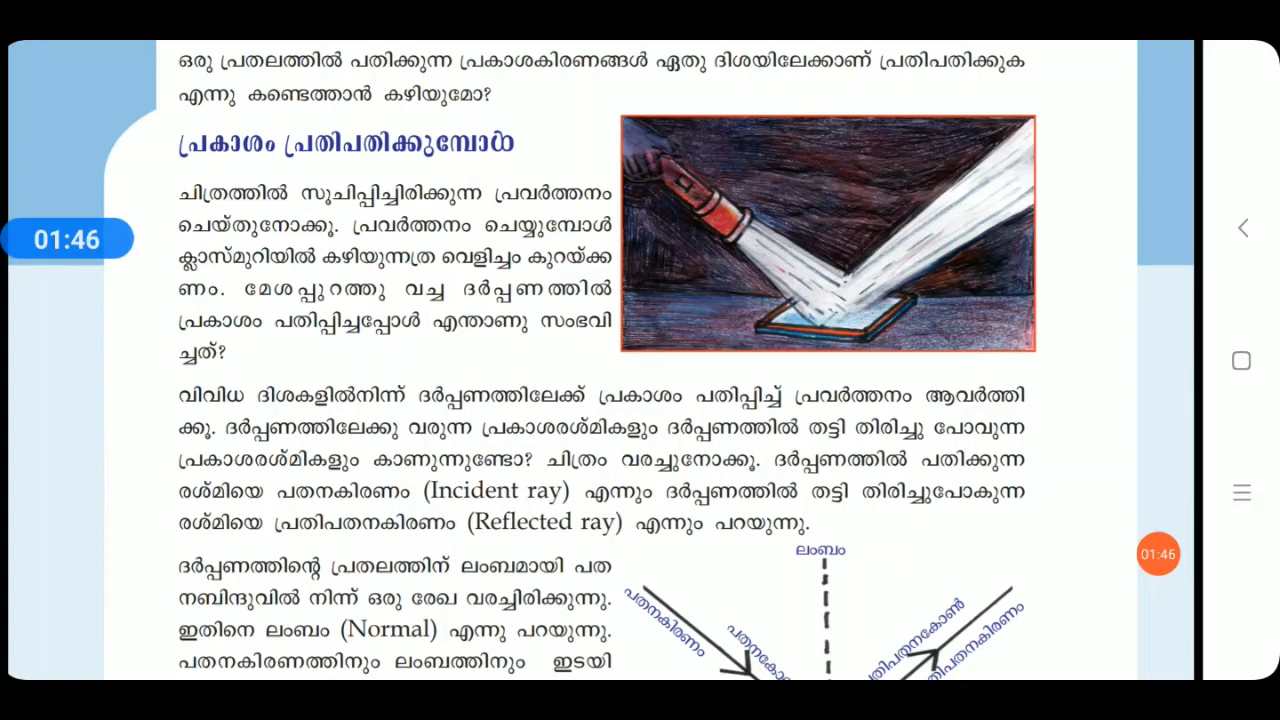 ഒരു പ്രതലത്തിൽ പതിക്കുന്ന പ്രകാശകിരണങ്ങൾ ഏതു ദിശയിലേക്കാണ് പ്രതിപതിക്കുക
എന്നു കണ്ടെത്താൻ കഴിയുമോ?
പ്രകാശം പ്രതിപതിക്കുമ്പോൾ
ചിത്രത്തിൽ സൂചിപ്പിച്ചിരിക്കുന്ന പ്രവർത്തനം
ചെയ്തുനോക്കൂ. പ്രവർത്തനം ചെയ്യുമ്പോൾ
ക്ലാസ്മുറിയിൽ കഴിയുന്നത്ര വെളിച്ചം കുറയ്ക്ക
ണം. മേശപ്പുറത്തു വച്ച ദർപ്പണത്തിൽ
പ്രകാശം പതിപ്പിച്ചപ്പോൾ എന്താണു സംഭവി
ച്ചത്?
01:46
വിവിധ ദിശകളിൽനിന്ന് ദർപ്പണത്തിലേക്ക് പ്രകാശം പതിപ്പിച്ച് പ്രവർത്തനം ആവർത്തി
ക്കൂ. ദർപ്പണത്തിലേക്കു വരുന്ന പ്രകാശരശ്മികളും ദർപ്പണത്തിൽ തട്ടി തിരിച്ചു പോവുന്ന
പ്രകാശരശ്മികളും കാണുന്നുണ്ടോ? ചിത്രം വരച്ചുനോക്കൂ. ദർപ്പണത്തിൽ പതിക്കുന്ന
രശ്മിയെ പതനകിരണം (Incident ray) എന്നും ദർപ്പണത്തിൽ തട്ടി തിരിച്ചുപോകുന്ന
രശ്മിയെ പ്രതിപതനകിരണം (Reflected ray) എന്നും പറയുന്നു.
ദർപ്പണത്തിന്റെ പ്രതലത്തിന് ലംബമായി പത
നബിന്ദുവിൽ നിന്ന് ഒരു രേഖ വരച്ചിരിക്കുന്നു.
ഇതിനെ ലംബം (Normal) എന്നു പറയുന്നു.
പതനകിരണത്തിനും ലംബത്തിനും ഇടയി
ലംബം
പതനകിരണം
01:46